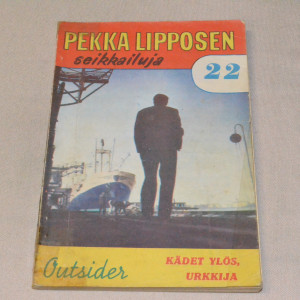 PEKKA LIPPOSEN
seikkailuja
22
Outsider
KÄDET YLÖS,
URKKIJA